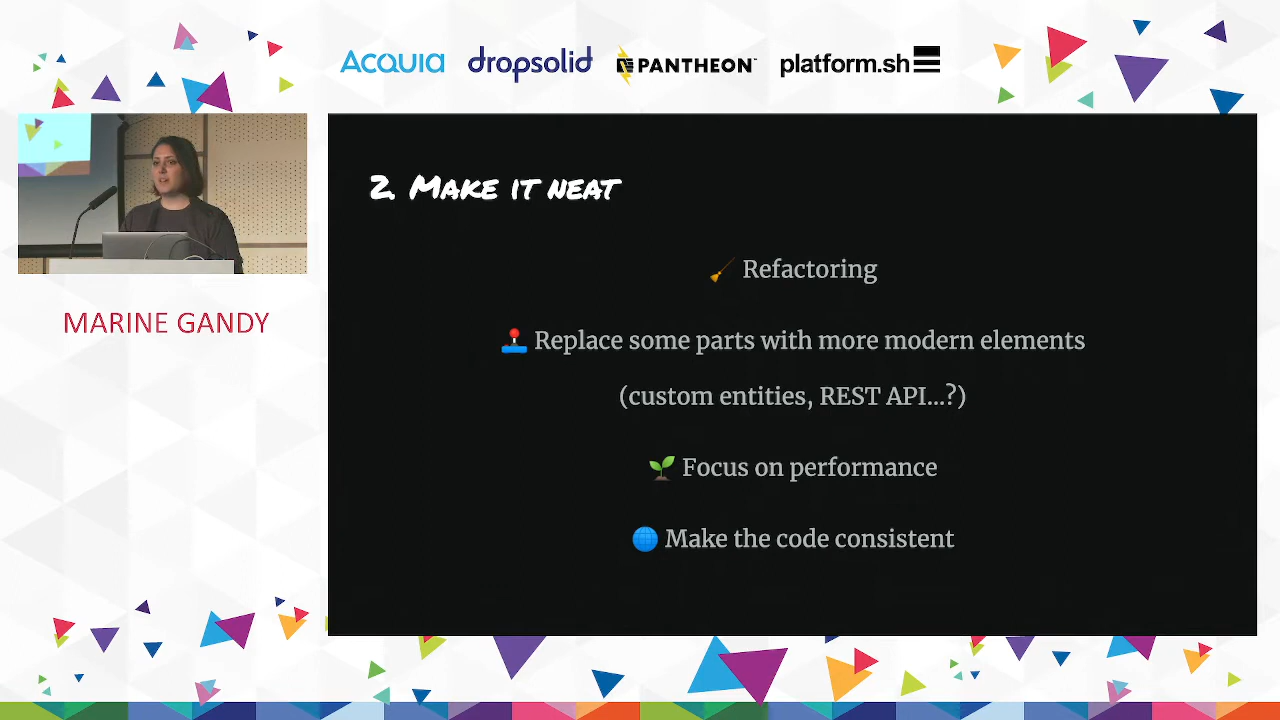 Acquia
dropsolid
PANTHEON
platform.sh
2. Make it neat
🧹 Refactoring
🕹️ Replace some parts with more modern elements
(custom entities, REST API...?)
🌱 Focus on performance
🌐 Make the code consistent
MARINE GANDY